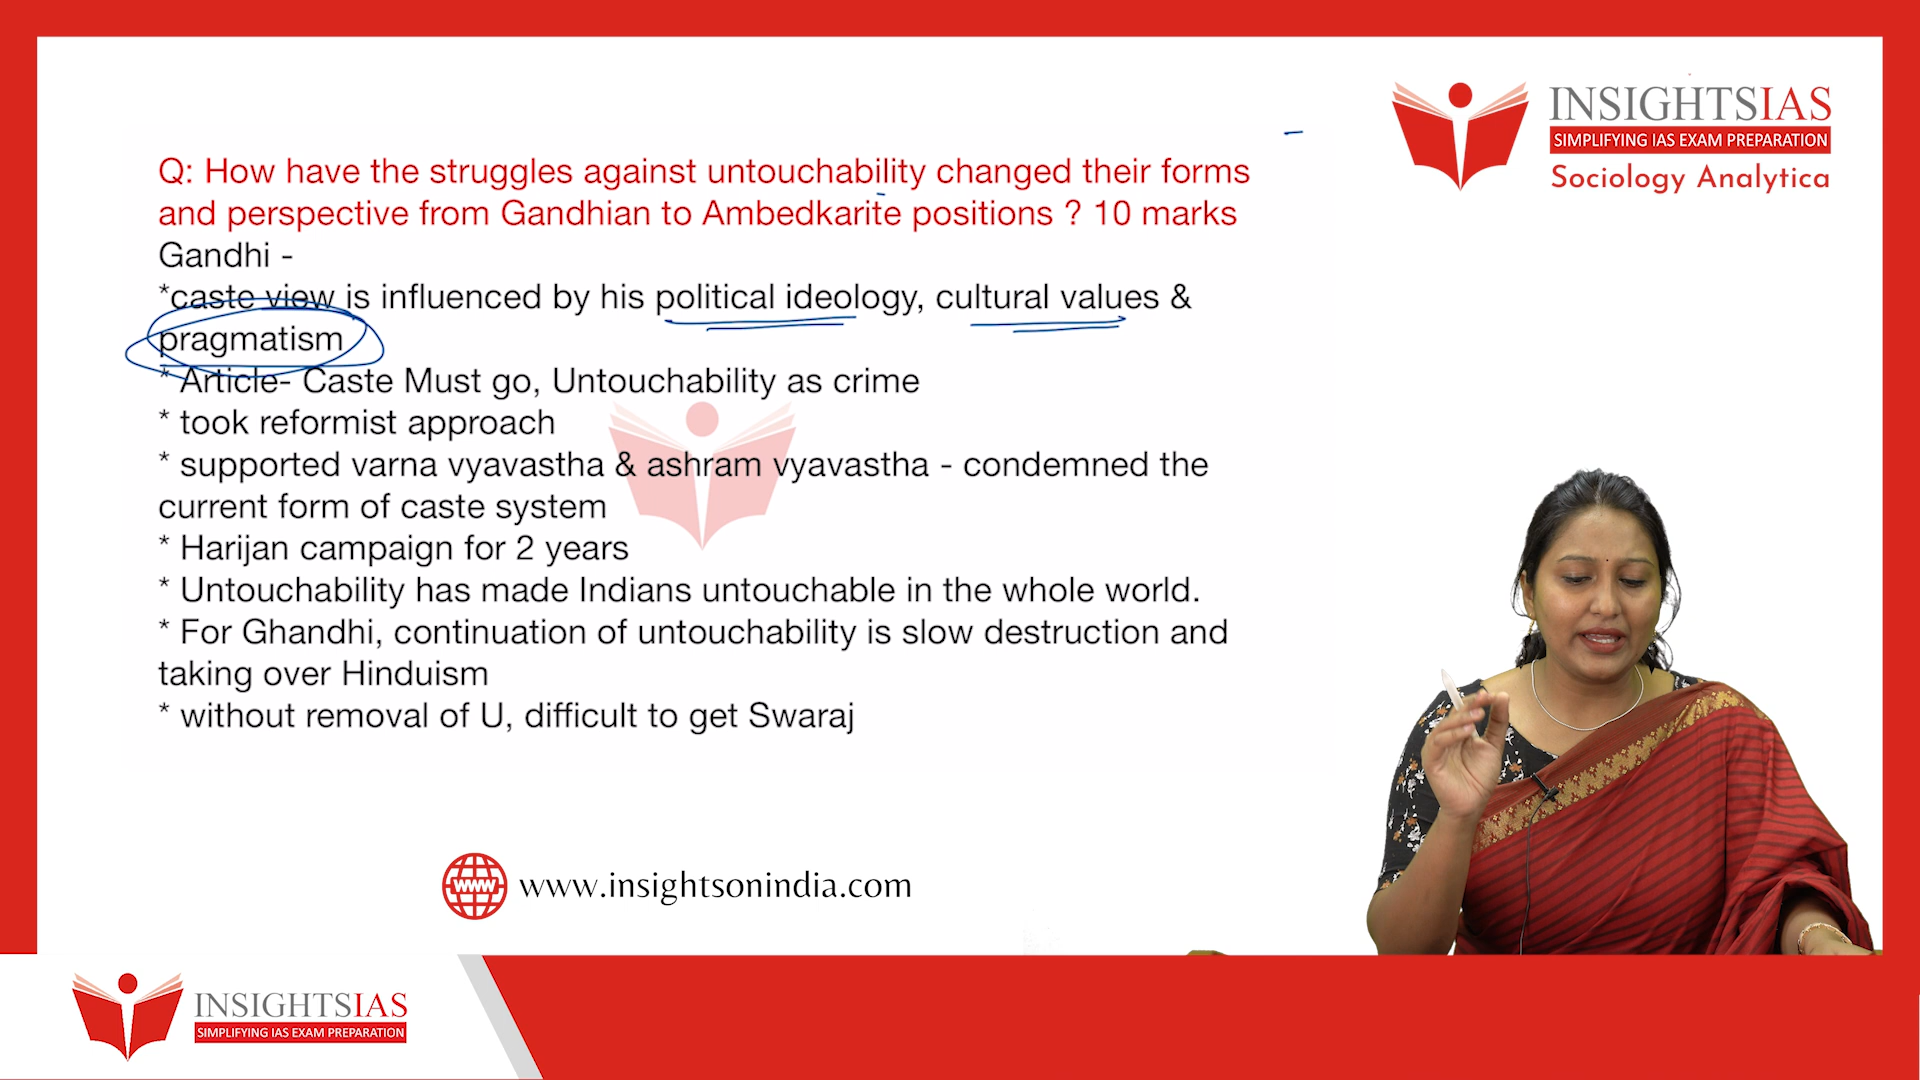 INSIGHTSIAS
SIMPLIFYING IAS EXAM PREPARATION
Sociology Analytica
Q: How have the struggles against untouchability changed their forms
and perspective from Gandhian to Ambedkarite positions ? 10 marks
Gandhi -
*caste view is influenced by his political ideology, cultural values &
pragmatism
* Article- Caste Must go, Untouchability as crime
* took reformist approach
* supported varna vyavastha & ashram vyavastha - condemned the
current form of caste system
* Harijan campaign for 2 years
* Untouchability has made Indians untouchable in the whole world.
* For Ghandhi, continuation of untouchability is slow destruction and
taking over Hinduism
* without removal of U, difficult to get Swaraj
www www.insightsonindia.com
INSIGHTSIAS
SIMPLIFYING IAS EXAM PREPARATION